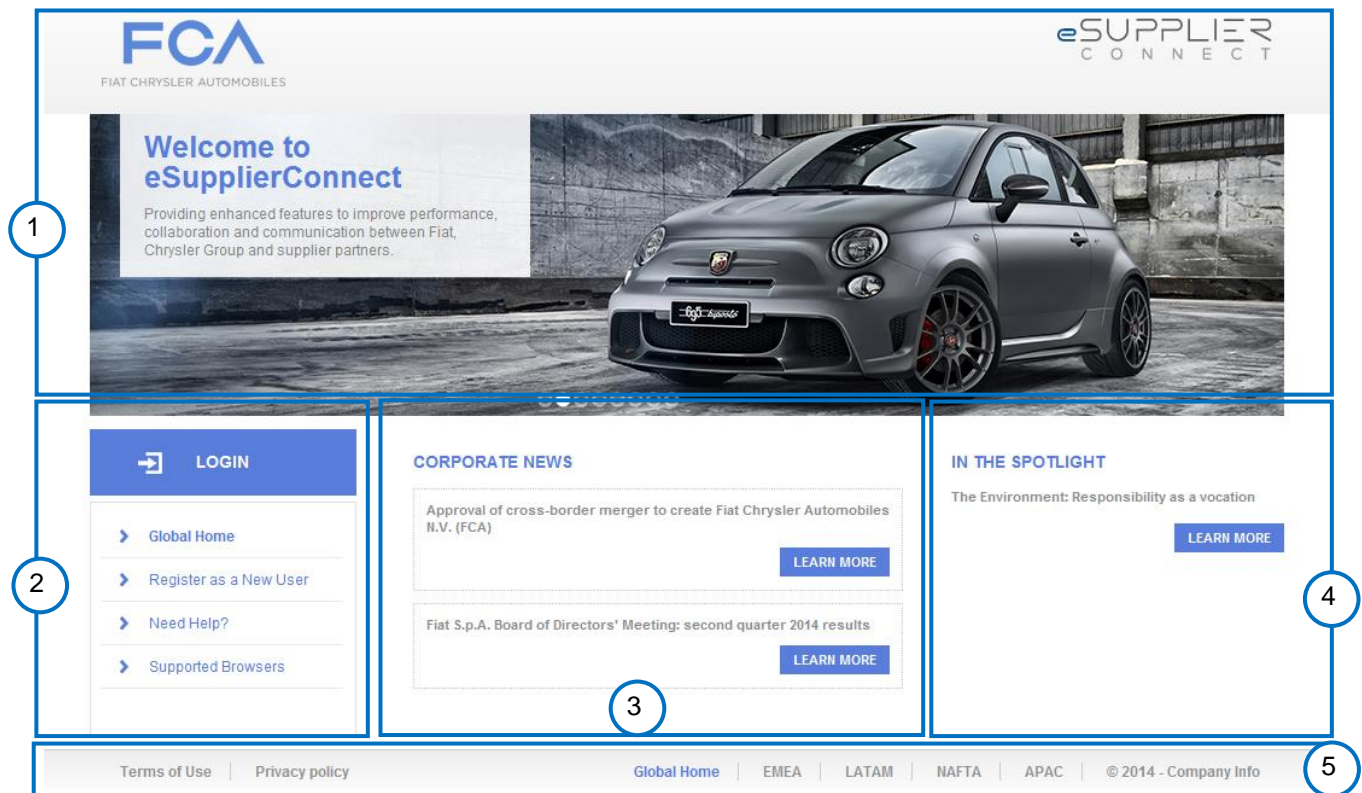 FCA
FIAT CHRYSLER AUTOMOBILES
eSUPPLIER
CONNECT
Welcome to
eSupplierConnect
Providing enhanced features to improve performance,
collaboration and communication between Fiat,
Chrysler Group and supplier partners.
695 biposto
1
LOGIN
Global Home
Register as a New User
Need Help?
Supported Browsers
2
CORPORATE NEWS
Approval of cross-border merger to create Fiat Chrysler Automobiles
N.V. (FCA)
LEARN MORE
Fiat S.p.A. Board of Directors' Meeting: second quarter 2014 results
LEARN MORE
3
IN THE SPOTLIGHT
The Environment: Responsibility as a vocation
LEARN MORE
4
Terms of Use
Privacy policy
Global Home
EMEA
LATAM
NAFTA
APAC
© 2014 - Company Info
5